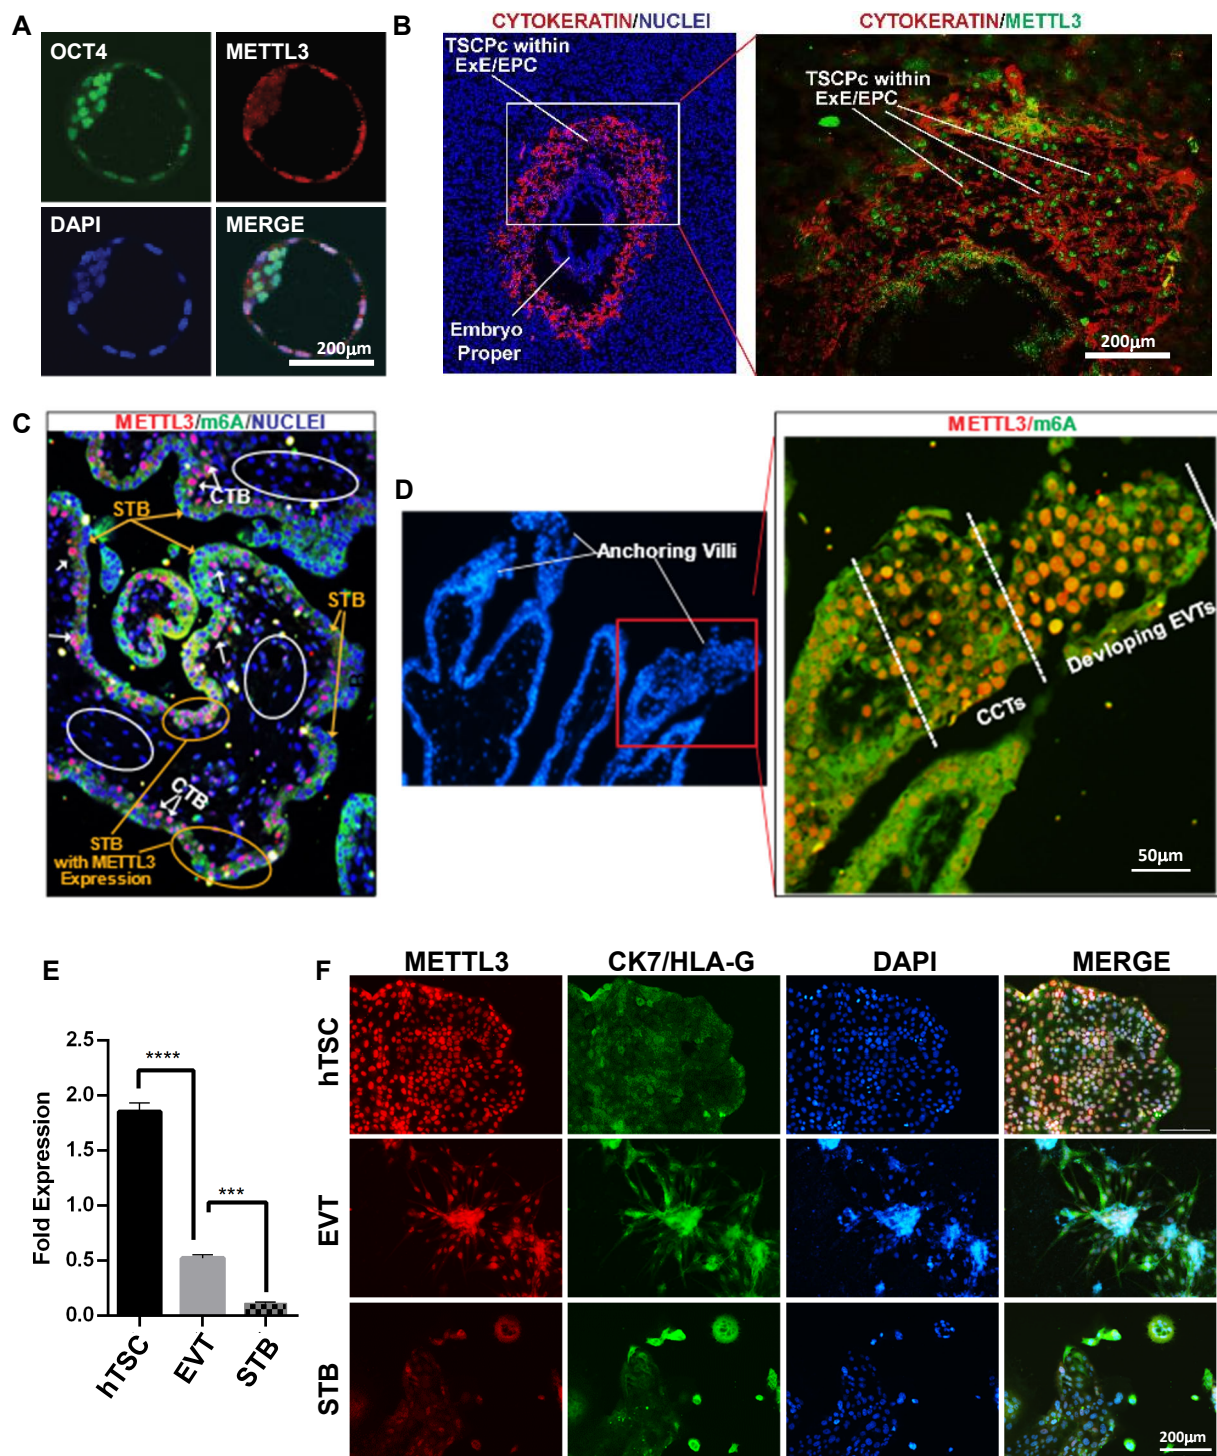 A
OCT4
METTL3
DAPI
MERGE
200µm
B
CYTOKERATIN/NUCLEI
TSCPc within
ExE/EPC
Embryo
Proper
CYTOKERATIN/METTL3
TSCPc within
ExE/EPC
200µm
C
METTL3/m6A/NUCLEI
CTB
STB
STB
CTB
STB
with METTL3
Expression
D
Anchoring Villi
METTL3/m6A
Devloping EVTs
CCTs
50µm
E
Fold Expression
2.5
2.0
1.5
1.0
0.5
0.0
****
***
hTSC
EVT
STB
F
METTL3
CK7/HLA-G
DAPI
MERGE
hTSC
EVT
STB
200µm